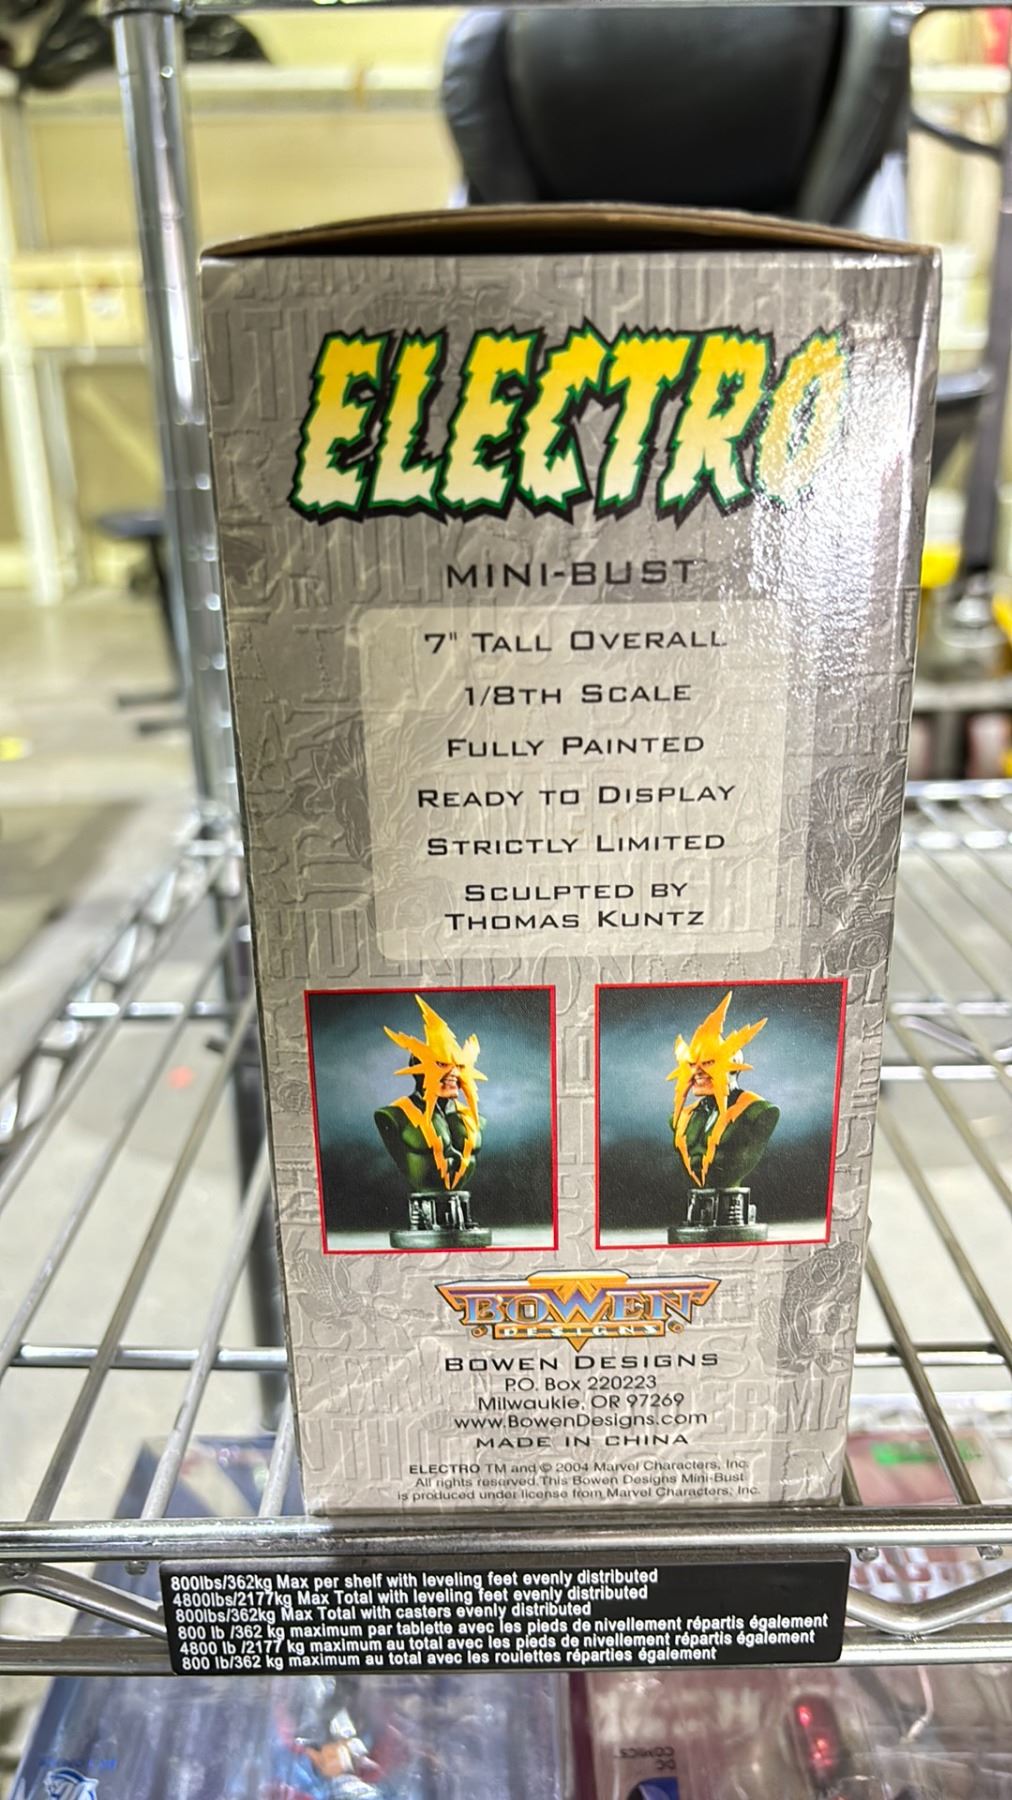 ELECTRO™
MINI-BUST
7" TALL OVERALL
1/8TH SCALE
FULLY PAINTED
READY TO DISPLAY
STRICTLY LIMITED
SCULPTED BY
THOMAS KUNTZ
BOWEN
DESIGNS
BOWEN DESIGNS
P.O. Box 220223
Milwaukie, OR 97269
www.BowenDesigns.com
MADE IN CHINA
ELECTRO TM and © 2004 Marvel Characters, Inc.
All rights reserved. This Bowen Designs Mini-Bust
is produced under license from Marvel Characters, Inc.
800lbs/362kg Max per shelf with leveling feet evenly distributed
4800lbs/2177kg Max Total with leveling feet evenly distributed
800lbs/362kg Max Total with casters evenly distributed
800 lb /362 kg maximum par tablette avec les pieds de nivellement répartis également
4800 lb /2177 kg maximum au total avec les pieds de nivellement répartis également
800 lb/362 kg maximum au total avec les roulettes réparties également